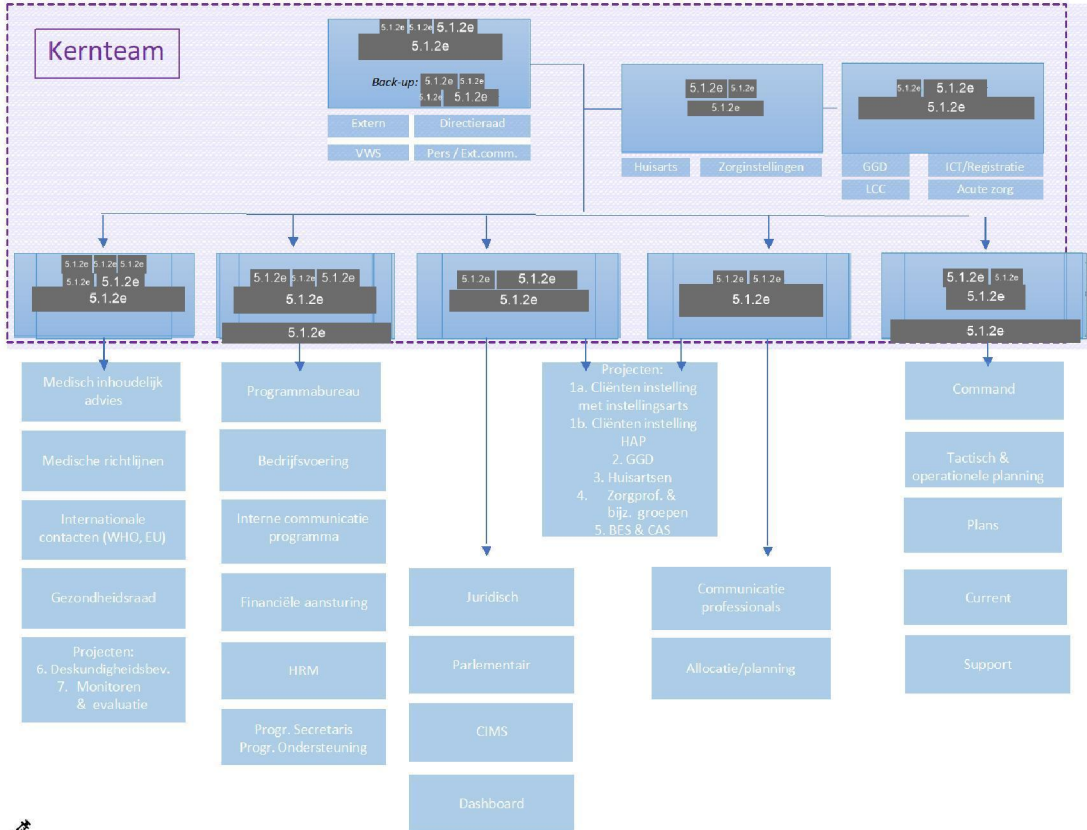 Kernteam
5.1.2e 5.1.2e 5.1.2e
5.1.2e
Back-up: 5.1.2e 5.1.2e
5.1.2e 5.1.2e
Extern Directieraad
VWS Pers / Ext.comm.
5.1.2e 5.1.2e
5.1.2e
Huisarts Zorginstellingen
5.1.2e 5.1.2e
5.1.2e
GGD ICT/Registratie
LCC Acute zorg
5.1.2e 5.1.2e 5.1.2e
5.1.2e 5.1.2e
5.1.2e
5.1.2e 5.1.2e 5.1.2e
5.1.2e
5.1.2e
5.1.2e 5.1.2e
5.1.2e
5.1.2e 5.1.2e
5.1.2e
5.1.2e 5.1.2e
5.1.2e
5.1.2e
Medisch inhoudelijk
advies
Medische richtlijnen
Internationale
contacten (WHO, EU)
Gezondheidsraad
Projecten:
6. Deskundigheidsbev.
7. Monitoren
& evaluatie
Programmabureau
Bedrijfsvoering
Interne communicatie
programma
Financiële aansturing
HRM
Progr. Secretaris
Progr. Ondersteuning
Juridisch
Parlementair
CIMS
Dashboard
Projecten:
1a. Cliënten instelling
met instellingsarts
1b. Cliënten instelling
HAP
2. GGD
3. Huisartsen
4. Zorgprof. &
bijz. groepen
5. BES & CAS
Communicatie
professionals
Allocatie/planning
Command
Tactisch &
operationele planning
Plans
Current
Support